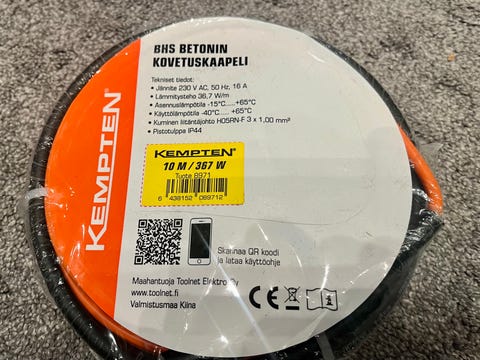 BHS BETONIN
KOVETUSKAAPELI
Tekniset tiedot:
• Jännite 230 V AC, 50 Hz, 16 A
• Lämmitysteho 36,7 W/m
• Asennuslämpötila -15°C.....+65°C
• Käyttölämpötila -40°C.....+65°C
• Kuminen liitäntäjohto H05RN-F 3 x 1,00 mm²
• Pistotulppa IP44
KEMPTEN®
KEMPTEN®
10 M / 367 W
Tuote 8971
6 438152 089712
Skannaa QR koodi
ja lataa käyttöohje
Maahantuoja Toolnet Elektro Oy
www.toolnet.fi
Valmistusmaa Kiina
CE